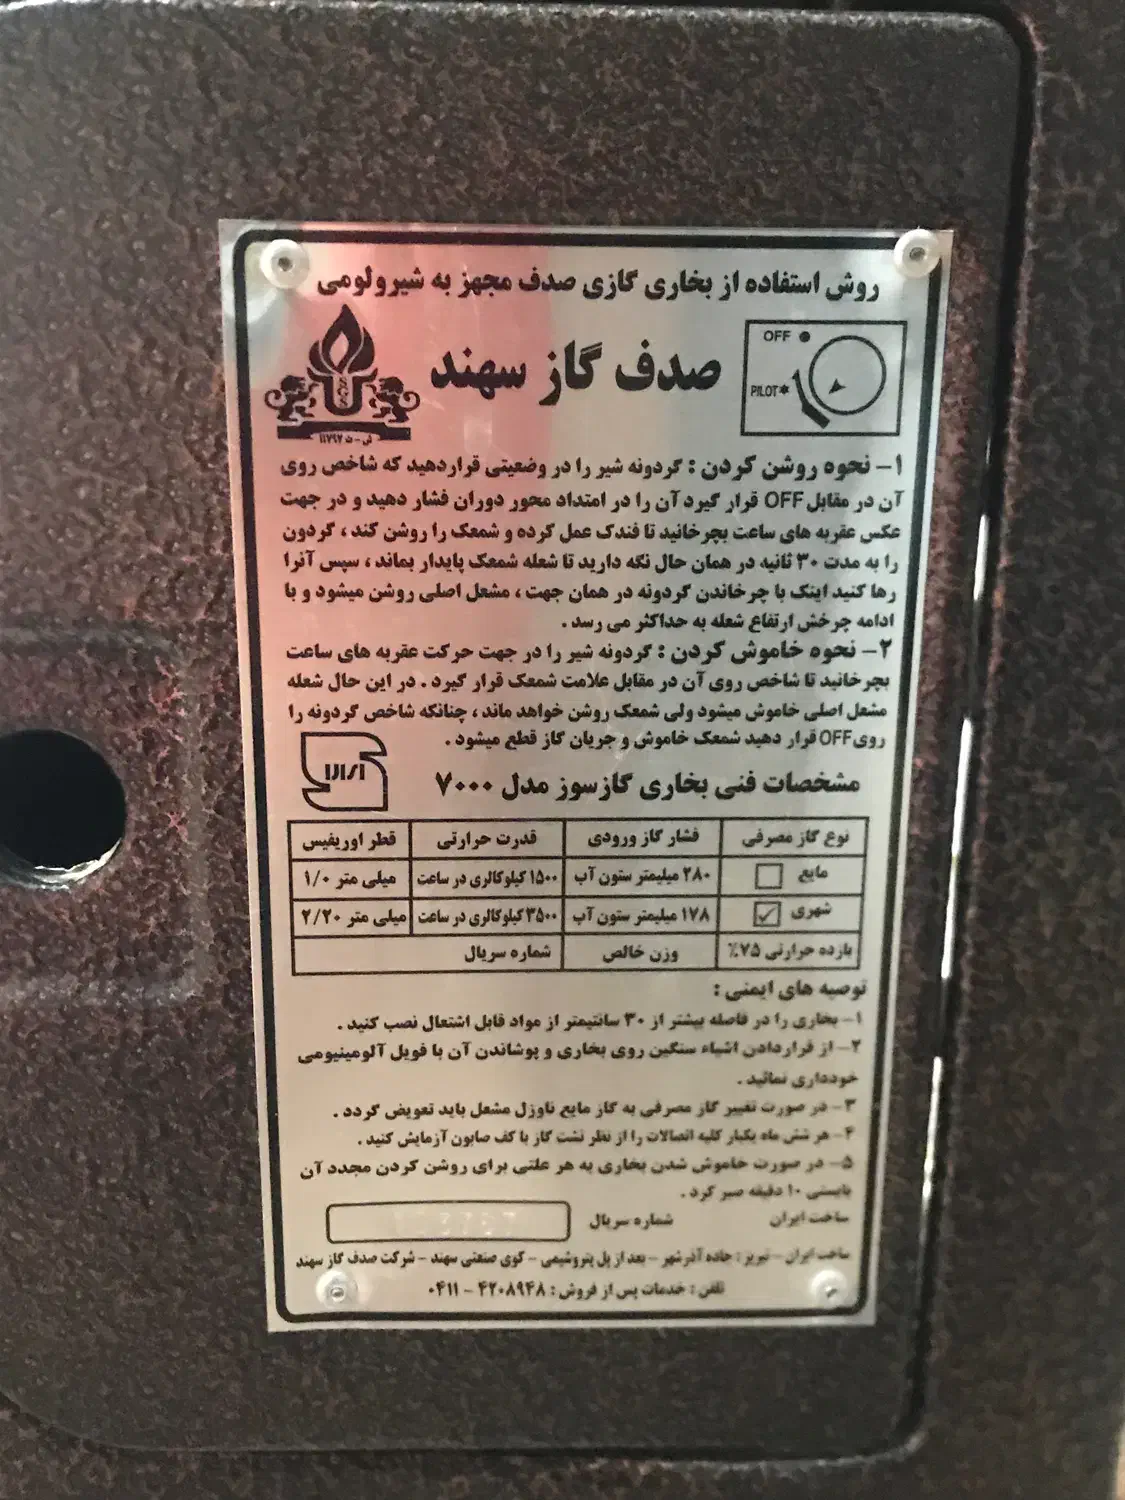 روش استفاده از بخاری گازی صدف مجهز به شیرولومی
OFF
PILOT*
صدف گاز سهند
SGS
ش - ث ۱۱۷۹۷
۱- نحوه روشن کردن : گردونه شیر را در وضعیتی قراردهید که شاخص روی
آن در مقابل OFF قرار گیرد آن را در امتداد محور دوران فشار دهید و در جهت
عکس عقربه های ساعت بچرخانید تا فندک عمل کرده و شمعک را روشن کند ، گردون
را به مدت ۳۰ ثانیه در همان حال نگه دارید تا شعله شمعک پایدار بماند ، سپس آنرا
رها کنید اینک با چرخاندن گردونه در همان جهت ، مشعل اصلی روشن میشود و با
ادامه چرخش ارتفاع شعله به حداکثر می رسد .
۲- نحوه خاموش کردن : گردونه شیر را در جهت حرکت عقربه های ساعت
بچرخانید تا شاخص روی آن در مقابل علامت شمعک قرار گیرد . در این حال شعله
مشعل اصلی خاموش میشود ولی شمعک روشن خواهد ماند ، چنانکه شاخص گردونه را
روی OFF قرار دهید شمعک خاموش و جریان گاز قطع میشود .
مشخصات فنی بخاری گازسوز مدل ۷۰۰۰
نوع گاز مصرفی فشار گاز ورودی قدرت حرارتی قطر اوریفیس
مایع ۲۸۰ میلیمتر ستون آب ۱۵۰۰ کیلوکالری در ساعت میلی متر ۱/۰
شهری ۱۷۸ میلیمتر ستون آب ۳۵۰۰ کیلوکالری در ساعت میلی متر ۲/۲۰
بازده حرارتی ۷۵٪ وزن خالص شماره سریال
توصیه های ایمنی :
۱- بخاری را در فاصله بیشتر از ۳۰ سانتیمتر از مواد قابل اشتعال نصب کنید .
۲- از قراردادن اشیاء سنگین روی بخاری و پوشاندن آن با فویل آلومینیومی
خودداری نمائید .
۳- در صورت تغییر گاز مصرفی به گاز مایع ناوزل مشعل باید تعویض گردد .
۴- هر شش ماه یکبار کلیه اتصالات را از نظر نشت گاز با کف صابون آزمایش کنید .
۵- در صورت خاموش شدن بخاری به هر علتی برای روشن کردن مجدد آن
بایستی ۱۰ دقیقه صبر کرد .
ساخت ایران شماره سریال
ساخت ایران - تبریز : جاده آذرشهر - بعد از پل پتروشیمی - کوی صنعتی سهند - شرکت صدف گاز سهند
تلفن : خدمات پس از فروش : ۴۲۰۸۹۴۸ - ۰۴۱۱